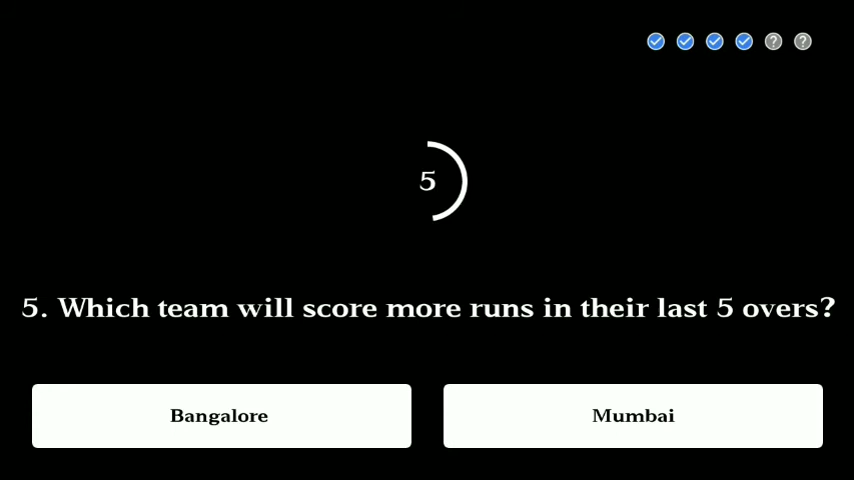 5
5. Which team will score more runs in their last 5 overs?
Bangalore
Mumbai